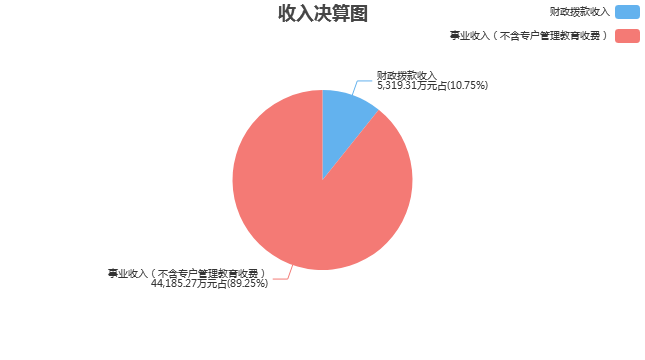 收入决算图
财政拨款收入
事业收入（不含专户管理教育收费）
财政拨款收入
5,319.31万元占(10.75%)
事业收入（不含专户管理教育收费）
44,185.27万元占(89.25%)